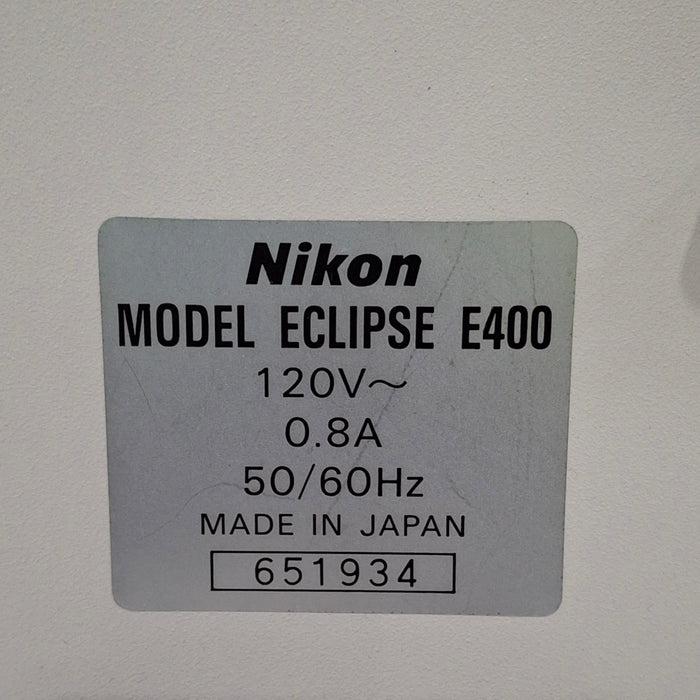 Nikon
MODEL ECLIPSE E400
120V~
0.8A
50/60Hz
MADE IN JAPAN
651934